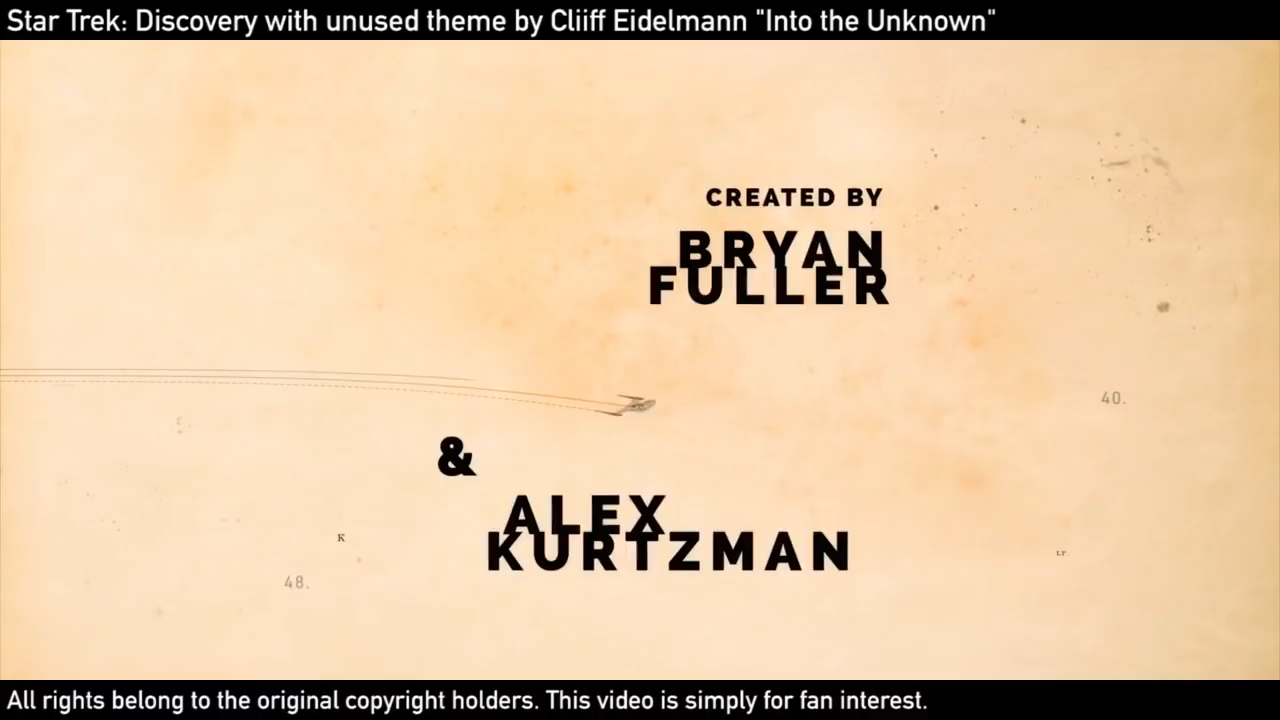 Star Trek: Discovery with unused theme by Cliiff Eidelmann "Into the Unknown"
CREATED BY
BRYAN
FULLER
40.
&
ALEX
KURTZMAN
K
48.
All rights belong to the original copyright holders. This video is simply for fan interest.